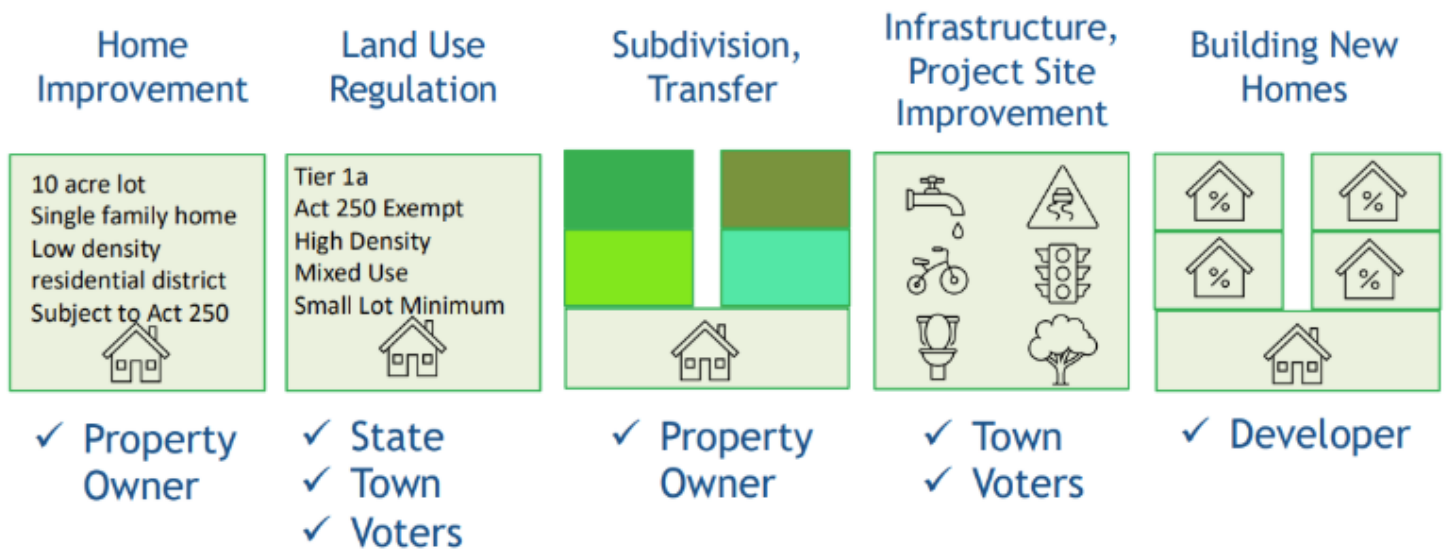 Home
Improvement
Land Use
Regulation
Subdivision,
Transfer
Infrastructure,
Project Site
Improvement
Building New
Homes
10 acre lot
Single family home
Low density
residential district
Subject to Act 250
Tier 1a
Act 250 Exempt
High Density
Mixed Use
Small Lot Minimum
%
%
%
%
✓ Property
Owner
✓ State
✓ Town
✓ Voters
✓ Property
Owner
✓ Town
✓ Voters
✓ Developer